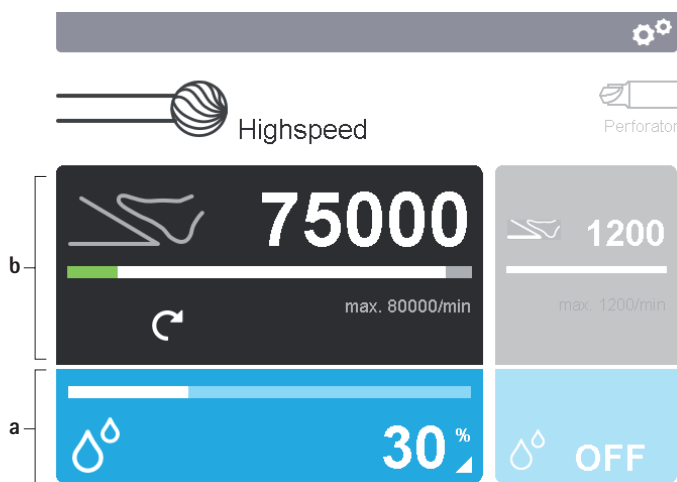 Highspeed
Perforator
b
75000
1200
max. 80000/min
max. 1200/min
a
30 %
OFF